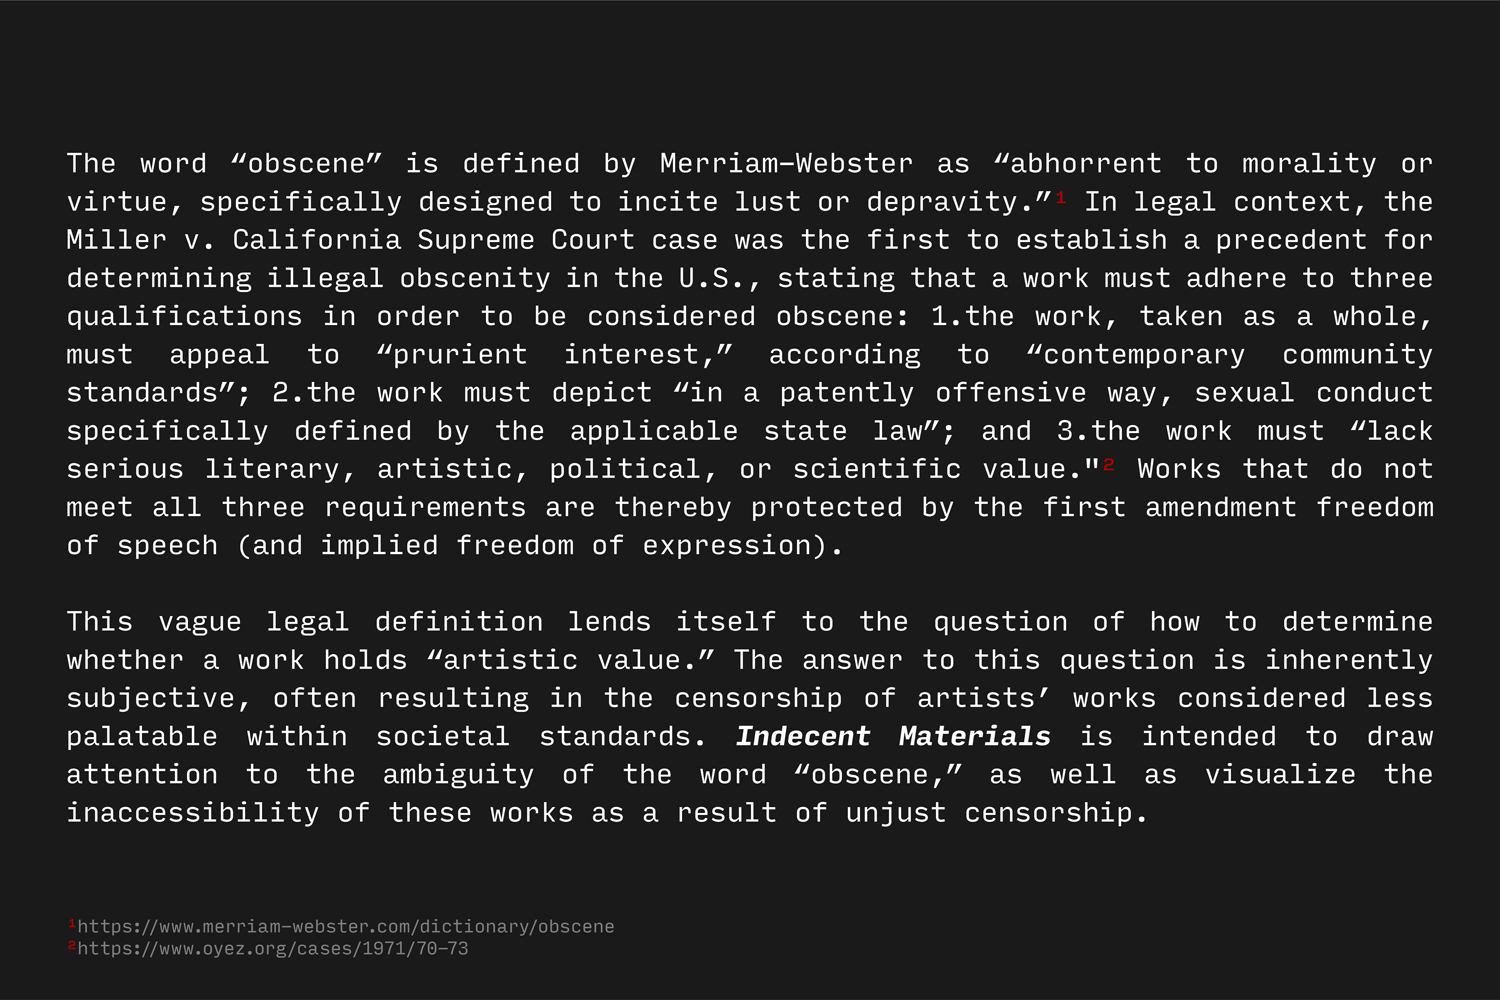 The word “obscene” is defined by Merriam-Webster as “abhorrent to morality or
virtue, specifically designed to incite lust or depravity.”¹ In legal context, the
Miller v. California Supreme Court case was the first to establish a precedent for
determining illegal obscenity in the U.S., stating that a work must adhere to three
qualifications in order to be considered obscene: 1.the work, taken as a whole,
must appeal to “prurient interest,” according to “contemporary community
standards”; 2.the work must depict “in a patently offensive way, sexual conduct
specifically defined by the applicable state law”; and 3.the work must “lack
serious literary, artistic, political, or scientific value."² Works that do not
meet all three requirements are thereby protected by the first amendment freedom
of speech (and implied freedom of expression).
This vague legal definition lends itself to the question of how to determine
whether a work holds “artistic value.” The answer to this question is inherently
subjective, often resulting in the censorship of artists’ works considered less
palatable within societal standards. Indecent Materials is intended to draw
attention to the ambiguity of the word “obscene,” as well as visualize the
inaccessibility of these works as a result of unjust censorship.
¹https://www.merriam-webster.com/dictionary/obscene
²https://www.oyez.org/cases/1971/70-73